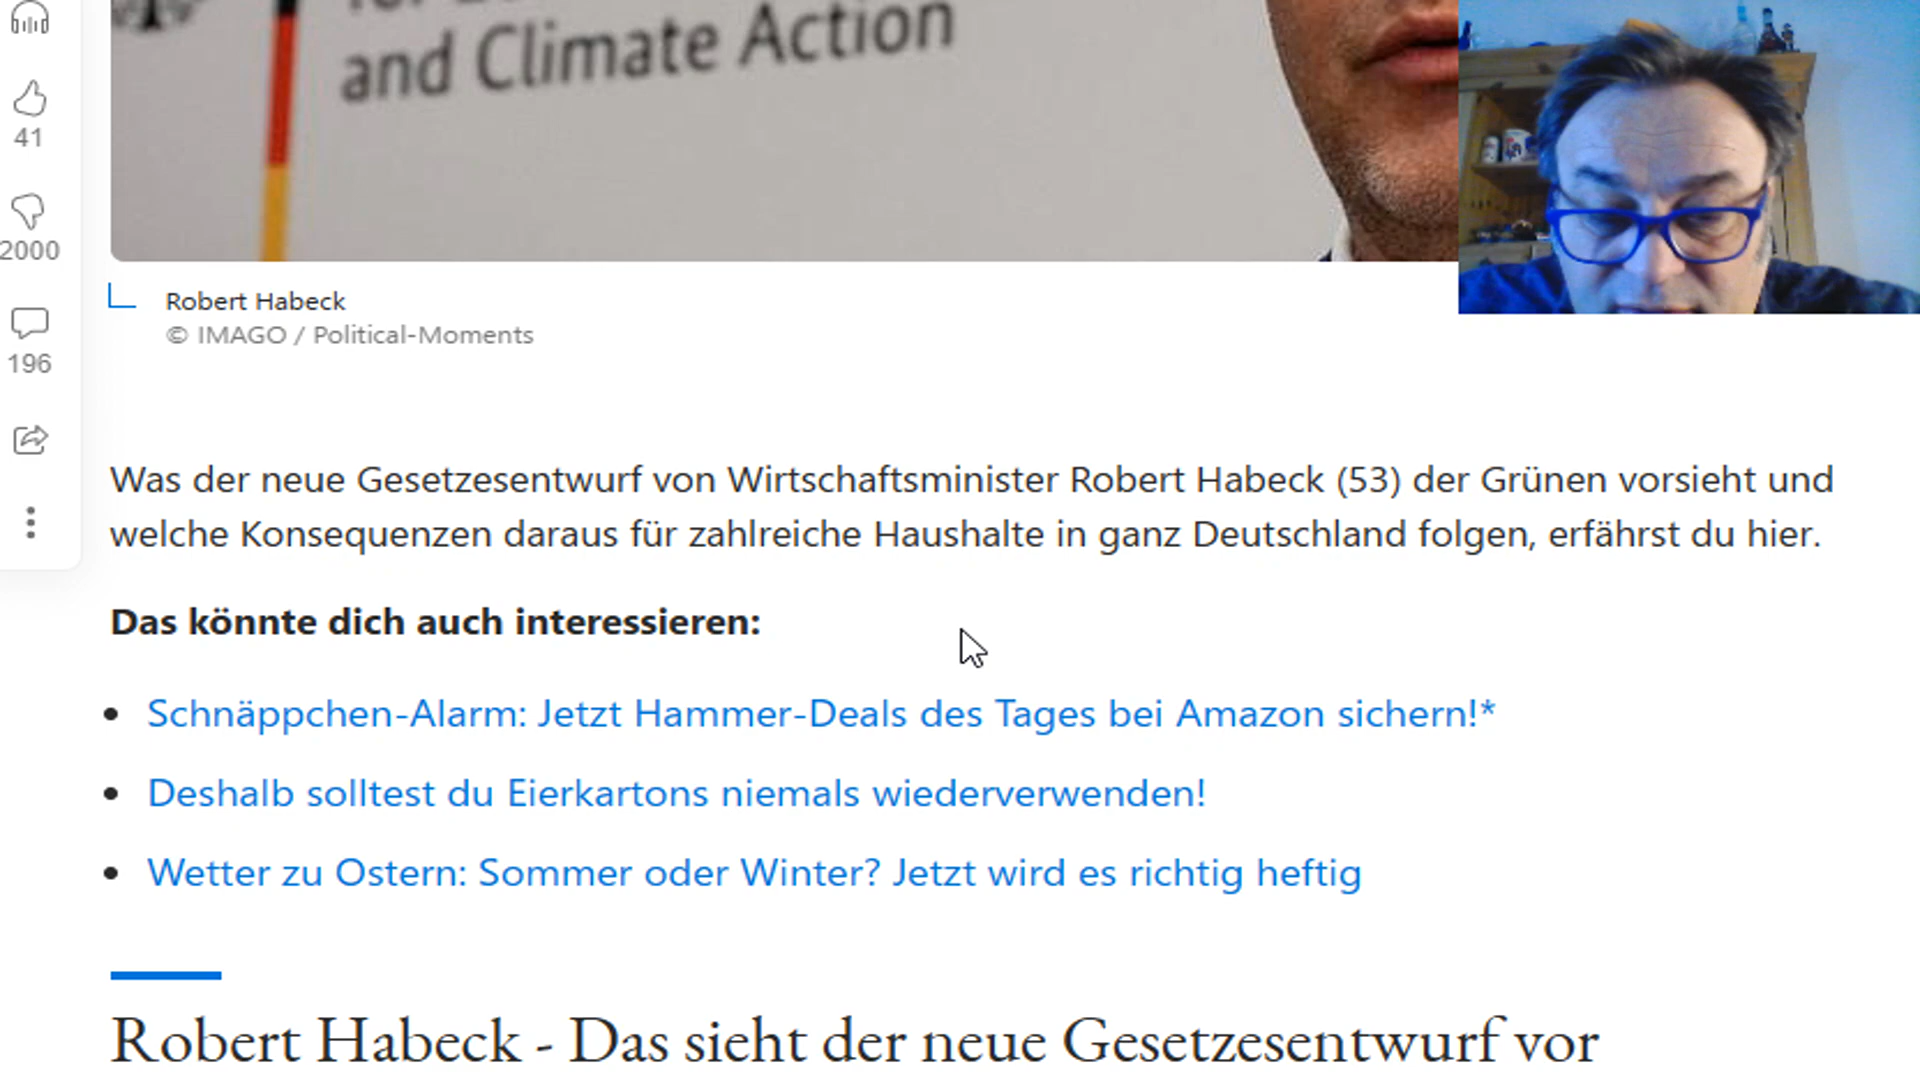 and Climate Action
41
2000
196
Robert Habeck
© IMAGO / Political-Moments
Was der neue Gesetzesentwurf von Wirtschaftsminister Robert Habeck (53) der Grünen vorsieht und
welche Konsequenzen daraus für zahlreiche Haushalte in ganz Deutschland folgen, erfährst du hier.
Das könnte dich auch interessieren:
Schnäppchen-Alarm: Jetzt Hammer-Deals des Tages bei Amazon sichern!*
Deshalb solltest du Eierkartons niemals wiederverwenden!
Wetter zu Ostern: Sommer oder Winter? Jetzt wird es richtig heftig
Robert Habeck - Das sieht der neue Gesetzesentwurf vor